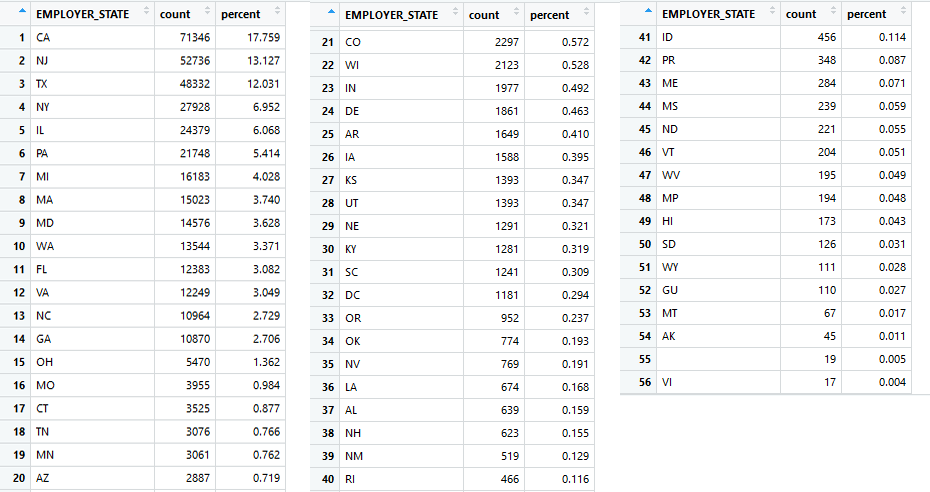 EMPLOYER_STATE count percent
1 CA 71346 17.759
2 NJ 52736 13.127
3 TX 48332 12.031
4 NY 27928 6.952
5 IL 24379 6.068
6 PA 21748 5.414
7 MI 16183 4.028
8 MA 15023 3.740
9 MD 14576 3.628
10 WA 13544 3.371
11 FL 12383 3.082
12 VA 12249 3.049
13 NC 10964 2.729
14 GA 10870 2.706
15 OH 5470 1.362
16 MO 3955 0.984
17 CT 3525 0.877
18 TN 3076 0.766
19 MN 3061 0.762
20 AZ 2887 0.719
EMPLOYER_STATE count percent
21 CO 2297 0.572
22 WI 2123 0.528
23 IN 1977 0.492
24 DE 1861 0.463
25 AR 1649 0.410
26 IA 1588 0.395
27 KS 1393 0.347
28 UT 1393 0.347
29 NE 1291 0.321
30 KY 1281 0.319
31 SC 1241 0.309
32 DC 1181 0.294
33 OR 952 0.237
34 OK 774 0.193
35 NV 769 0.191
36 LA 674 0.168
37 AL 639 0.159
38 NH 623 0.155
39 NM 519 0.129
40 RI 466 0.116
EMPLOYER_STATE count percent
41 ID 456 0.114
42 PR 348 0.087
43 ME 284 0.071
44 MS 239 0.059
45 ND 221 0.055
46 VT 204 0.051
47 WV 195 0.049
48 MP 194 0.048
49 HI 173 0.043
50 SD 126 0.031
51 WY 111 0.028
52 GU 110 0.027
53 MT 67 0.017
54 AK 45 0.011
55 19 0.005
56 VI 17 0.004